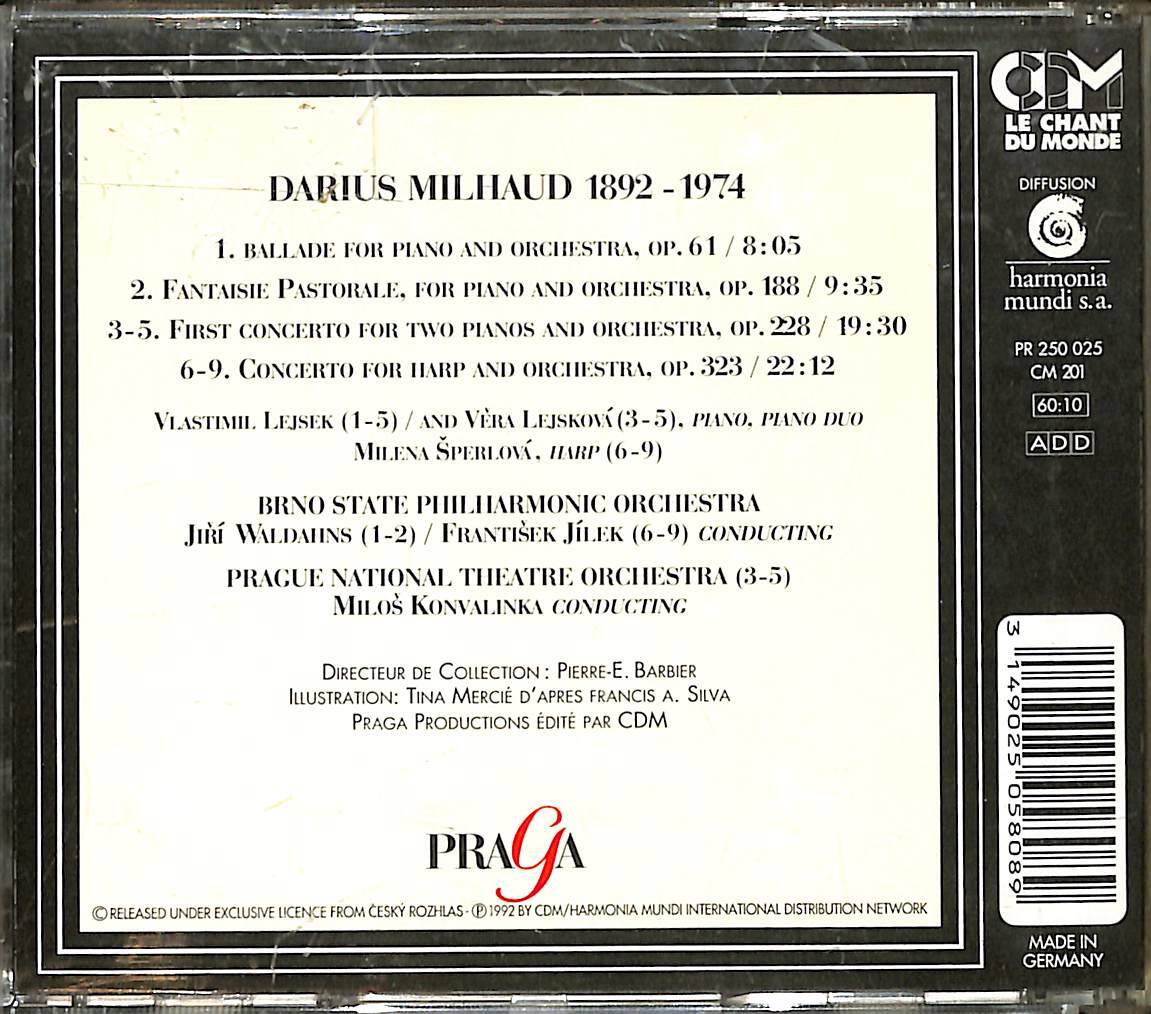 DARIUS MILHAUD 1892 - 1974
1. BALLADE FOR PIANO AND ORCHESTRA, OP. 61 / 8:05
2. FANTAISIE PASTORALE, FOR PIANO AND ORCHESTRA, OP. 188 / 9:35
3-5. FIRST CONCERTO FOR TWO PIANOS AND ORCHESTRA, OP. 228 / 19:30
6-9. CONCERTO FOR HARP AND ORCHESTRA, OP. 323 / 22:12
VLASTIMIL LEJSEK (1-5) / AND VĚRA LEJSKOVÁ (3-5), PIANO, PIANO DUO
MILENA ŠPERLOVÁ, HARP (6-9)
BRNO STATE PHILHARMONIC ORCHESTRA
JIŘÍ WALDAHNS (1-2) / FRANTIŠEK JÍLEK (6-9) CONDUCTING
PRAGUE NATIONAL THEATRE ORCHESTRA (3-5)
MILOŠ KONVALINKA CONDUCTING
DIRECTEUR DE COLLECTION : PIERRE-E. BARBIER
ILLUSTRATION: TINA MERCIÉ D'APRES FRANCIS A. SILVA
PRAGA PRODUCTIONS ÉDITÉ PAR CDM
PRAGA
© RELEASED UNDER EXCLUSIVE LICENCE FROM ČESKÝ ROZHLAS - ℗ 1992 BY CDM/HARMONIA MUNDI INTERNATIONAL DISTRIBUTION NETWORK
CDM
LE CHANT
DU MONDE
DIFFUSION
harmonia
mundi s.a.
PR 250 025
CM 201
60:10
ADD
3 149025 058089
MADE IN
GERMANY